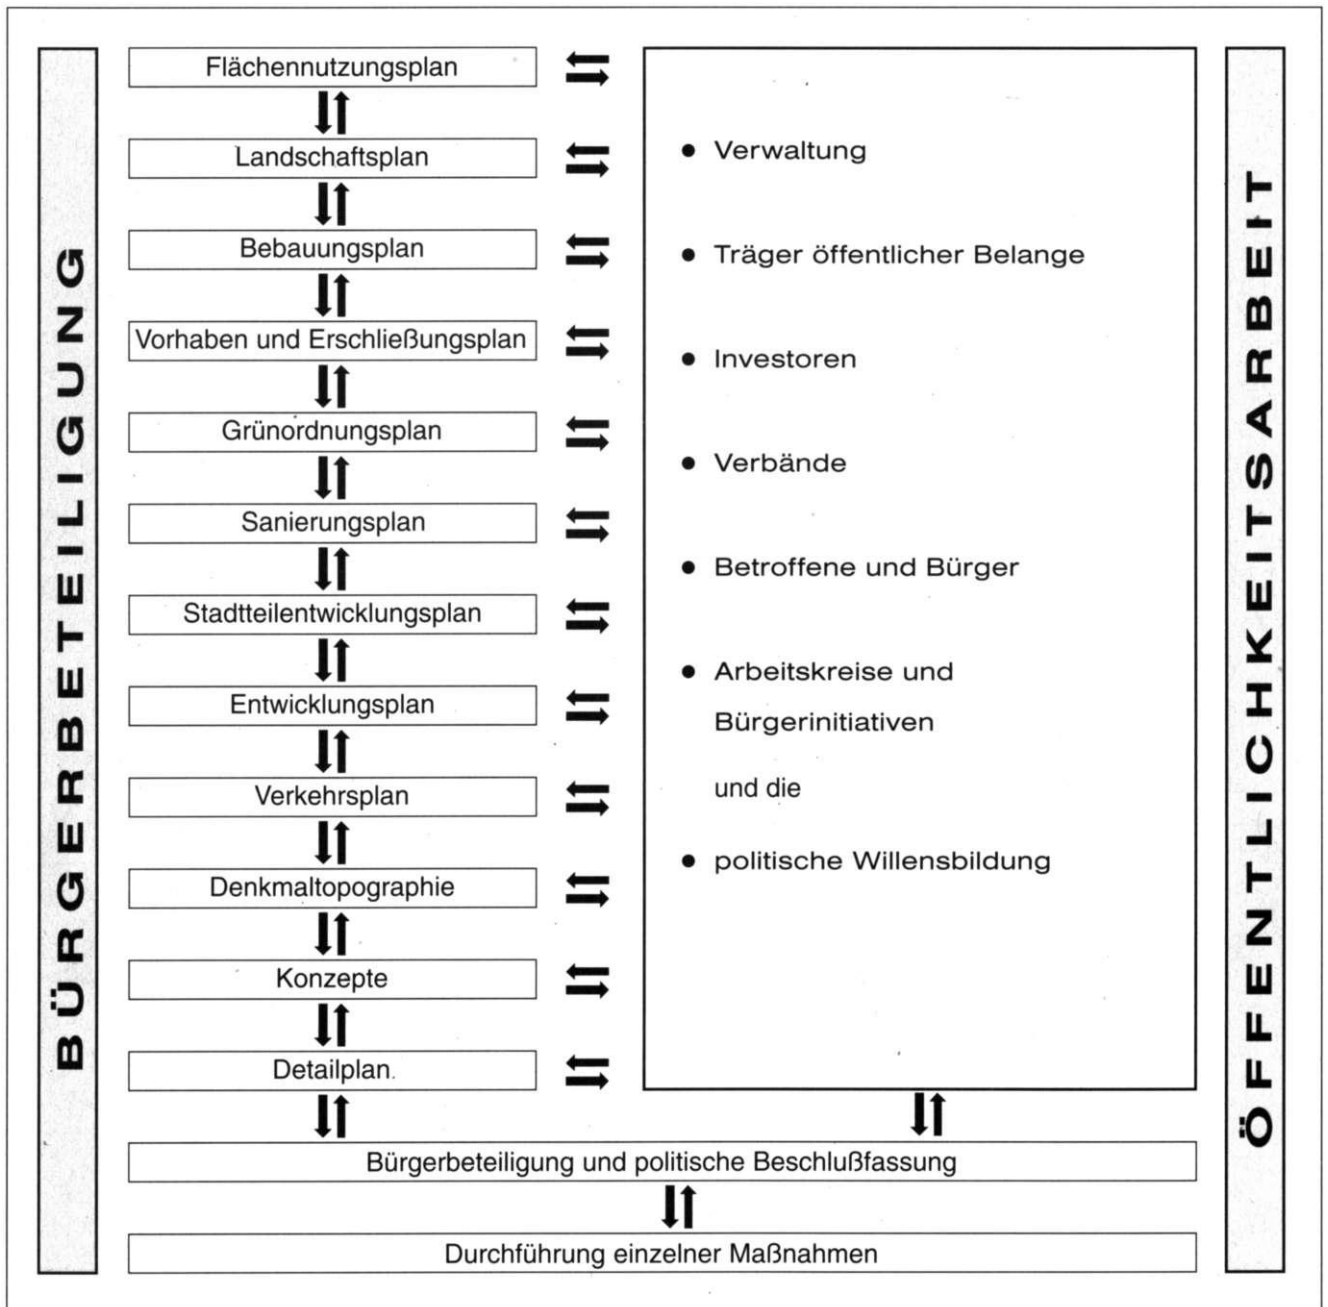 BÜRGERBETEILIGUNG
Flächennutzungsplan
Landschaftsplan
Bebauungsplan
Vorhaben und Erschließungsplan
Grünordnungsplan
Sanierungsplan
Stadtteilentwicklungsplan
Entwicklungsplan
Verkehrsplan
Denkmaltopographie
Konzepte
Detailplan
● Verwaltung
● Träger öffentlicher Belange
● Investoren
● Verbände
● Betroffene und Bürger
● Arbeitskreise und
Bürgerinitiativen
und die
● politische Willensbildung
Bürgerbeteiligung und politische Beschlußfassung
Durchführung einzelner Maßnahmen
ÖFFENTLICHKEITSARBEIT